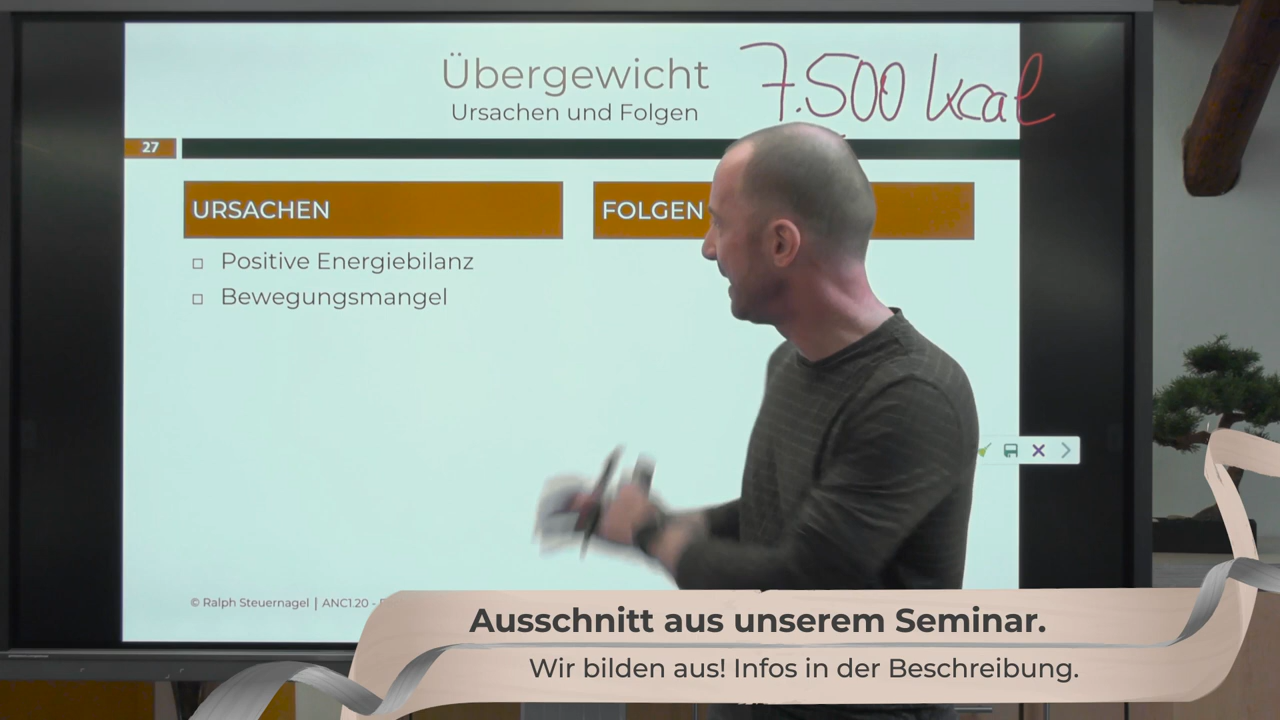 Übergewicht
7.500 kcal
Ursachen und Folgen
27
URSACHEN
FOLGEN
Positive Energiebilanz
Bewegungsmangel
© Ralph Steuernagel | ANC1.20 -
Ausschnitt aus unserem Seminar.
Wir bilden aus! Infos in der Beschreibung.